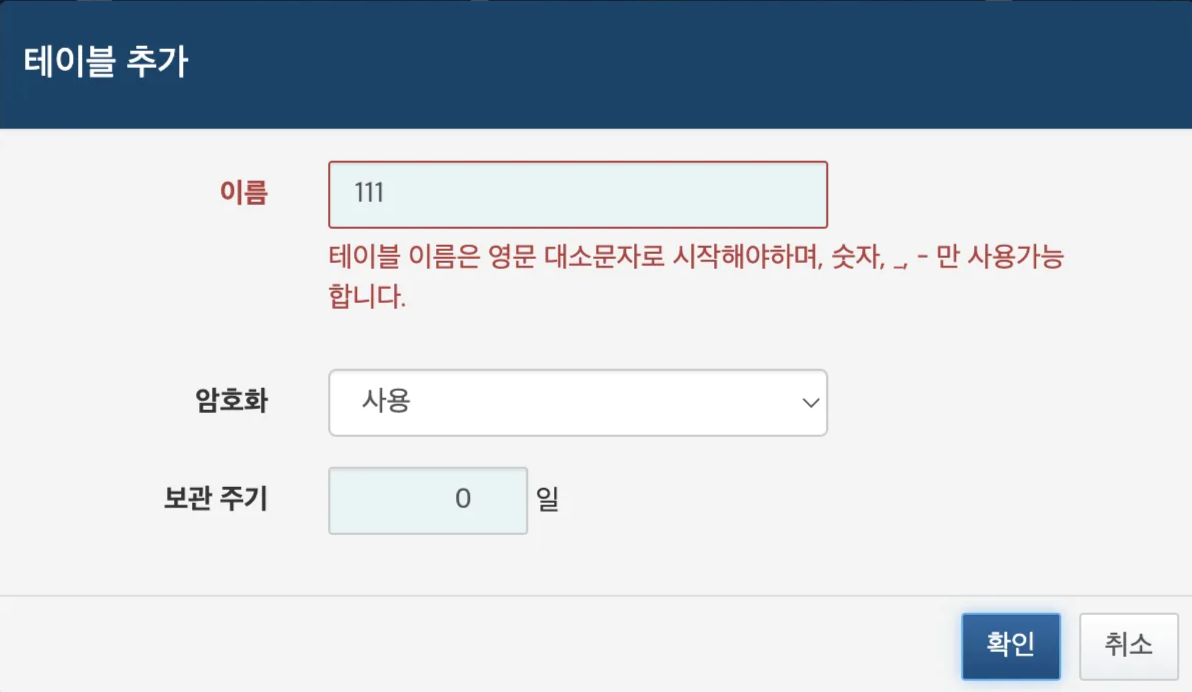 테이블 추가
이름
111
테이블 이름은 영문 대소문자로 시작해야하며, 숫자, _, - 만 사용가능
합니다.
암호화
사용
보관 주기
0 일
확인
취소